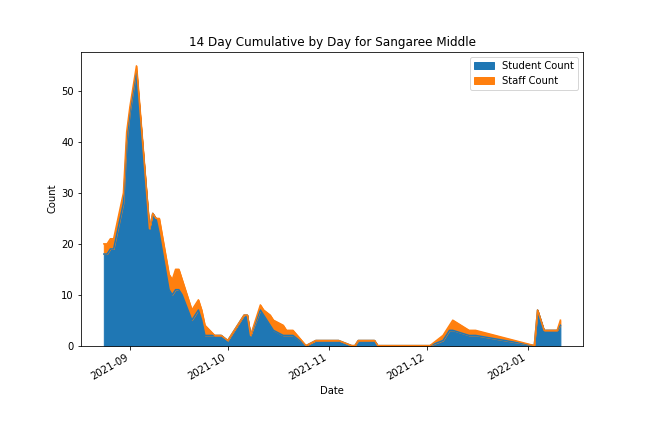 14 Day Cumulative by Day for Sangaree Middle
Student Count
Staff Count
50
40
30
20
10
0
Count
2021-09
2021-10
2021-11
2021-12
2022-01
Date